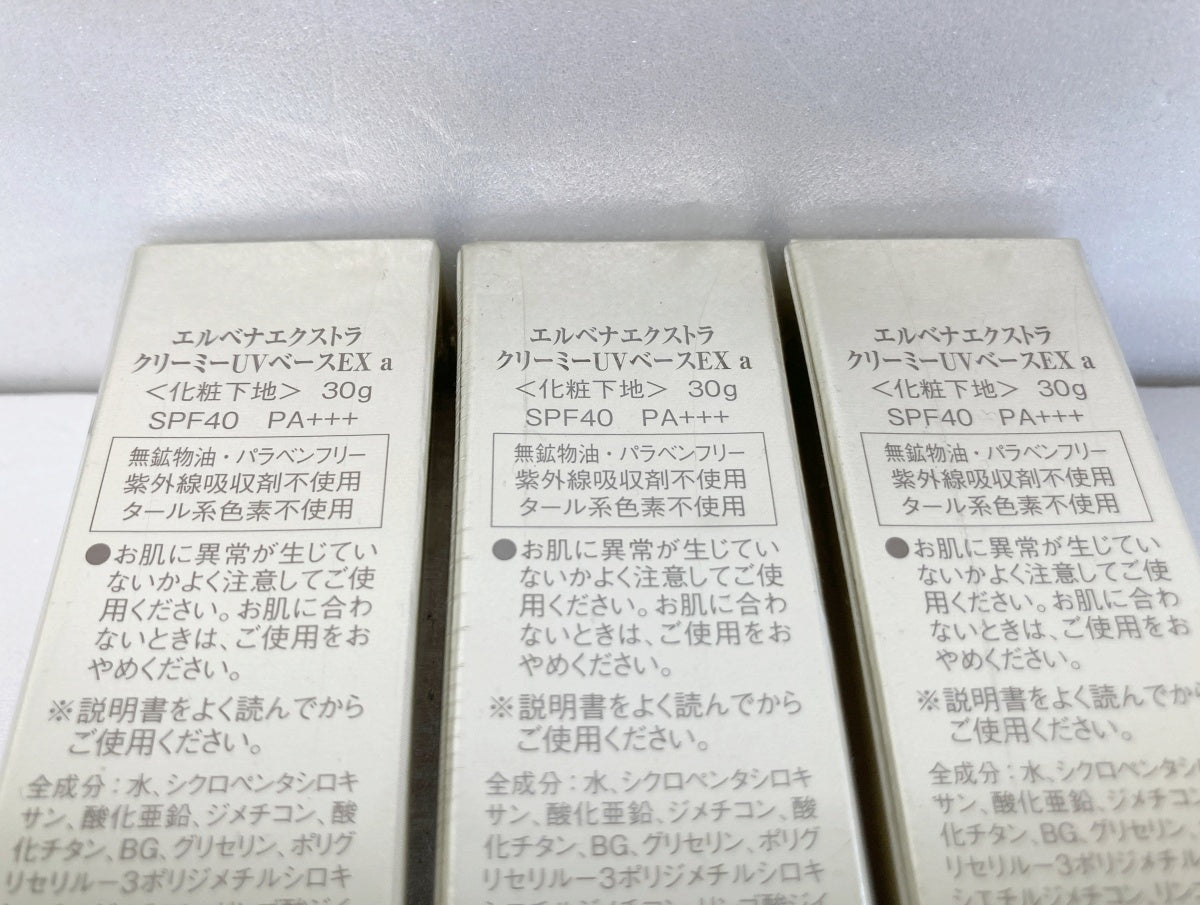 エルベナエクストラ
クリーミーUVベースEX a
＜化粧下地＞ 30g
SPF40 PA+++
無鉱物油・パラベンフリー
紫外線吸収剤不使用
タール系色素不使用
●お肌に異常が生じてい
ないかよく注意してご使
用ください。お肌に合わ
ないときは、ご使用をお
やめください。
※説明書をよく読んでから
ご使用ください。
全成分：水、シクロペンタシロキ
サン、酸化亜鉛、ジメチコン、酸
化チタン、BG、グリセリン、ポリグ
リセリル－3ポリジメチルシロキ
エルベナエクストラ
クリーミーUVベースEX a
＜化粧下地＞ 30g
SPF40 PA+++
無鉱物油・パラベンフリー
紫外線吸収剤不使用
タール系色素不使用
●お肌に異常が生じてい
ないかよく注意してご使
用ください。お肌に合わ
ないときは、ご使用をお
やめください。
※説明書をよく読んでから
ご使用ください。
全成分：水、シクロペンタシロキ
サン、酸化亜鉛、ジメチコン、酸
化チタン、BG、グリセリン、ポリグ
リセリル－3ポリジメチルシロキ
エルベナエクストラ
クリーミーUVベースEX a
＜化粧下地＞ 30g
SPF40 PA+++
無鉱物油・パラベンフリー
紫外線吸収剤不使用
タール系色素不使用
●お肌に異常が生じてい
ないかよく注意してご使
用ください。お肌に合わ
ないときは、ご使用をお
やめください。
※説明書をよく読んでか
ご使用ください。
全成分：水、シクロペンタシロ
サン、酸化亜鉛、ジメチコン、
化チタン、BG、グリセリン、
リセリル－3ポリジメチル